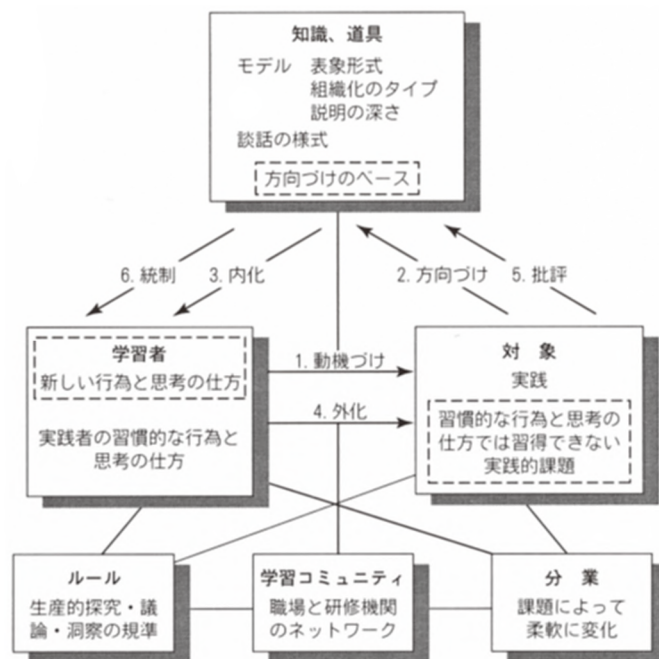 知識、道具
モデル 表象形式
組織化のタイプ
説明の深さ
談話の様式
方向づけのベース
6. 統制
3. 内化
2. 方向づけ
5. 批評
学習者
新しい行為と思考の仕方
実践者の習慣的な行為と
思考の仕方
1. 動機づけ
4. 外化
対 象
実践
習慣的な行為と思考の
仕方では習得できない
実践的課題
ルール
生産的探究・議
論・洞察の規準
学習コミュニティ
職場と研修機関
のネットワーク
分 業
課題によって
柔軟に変化